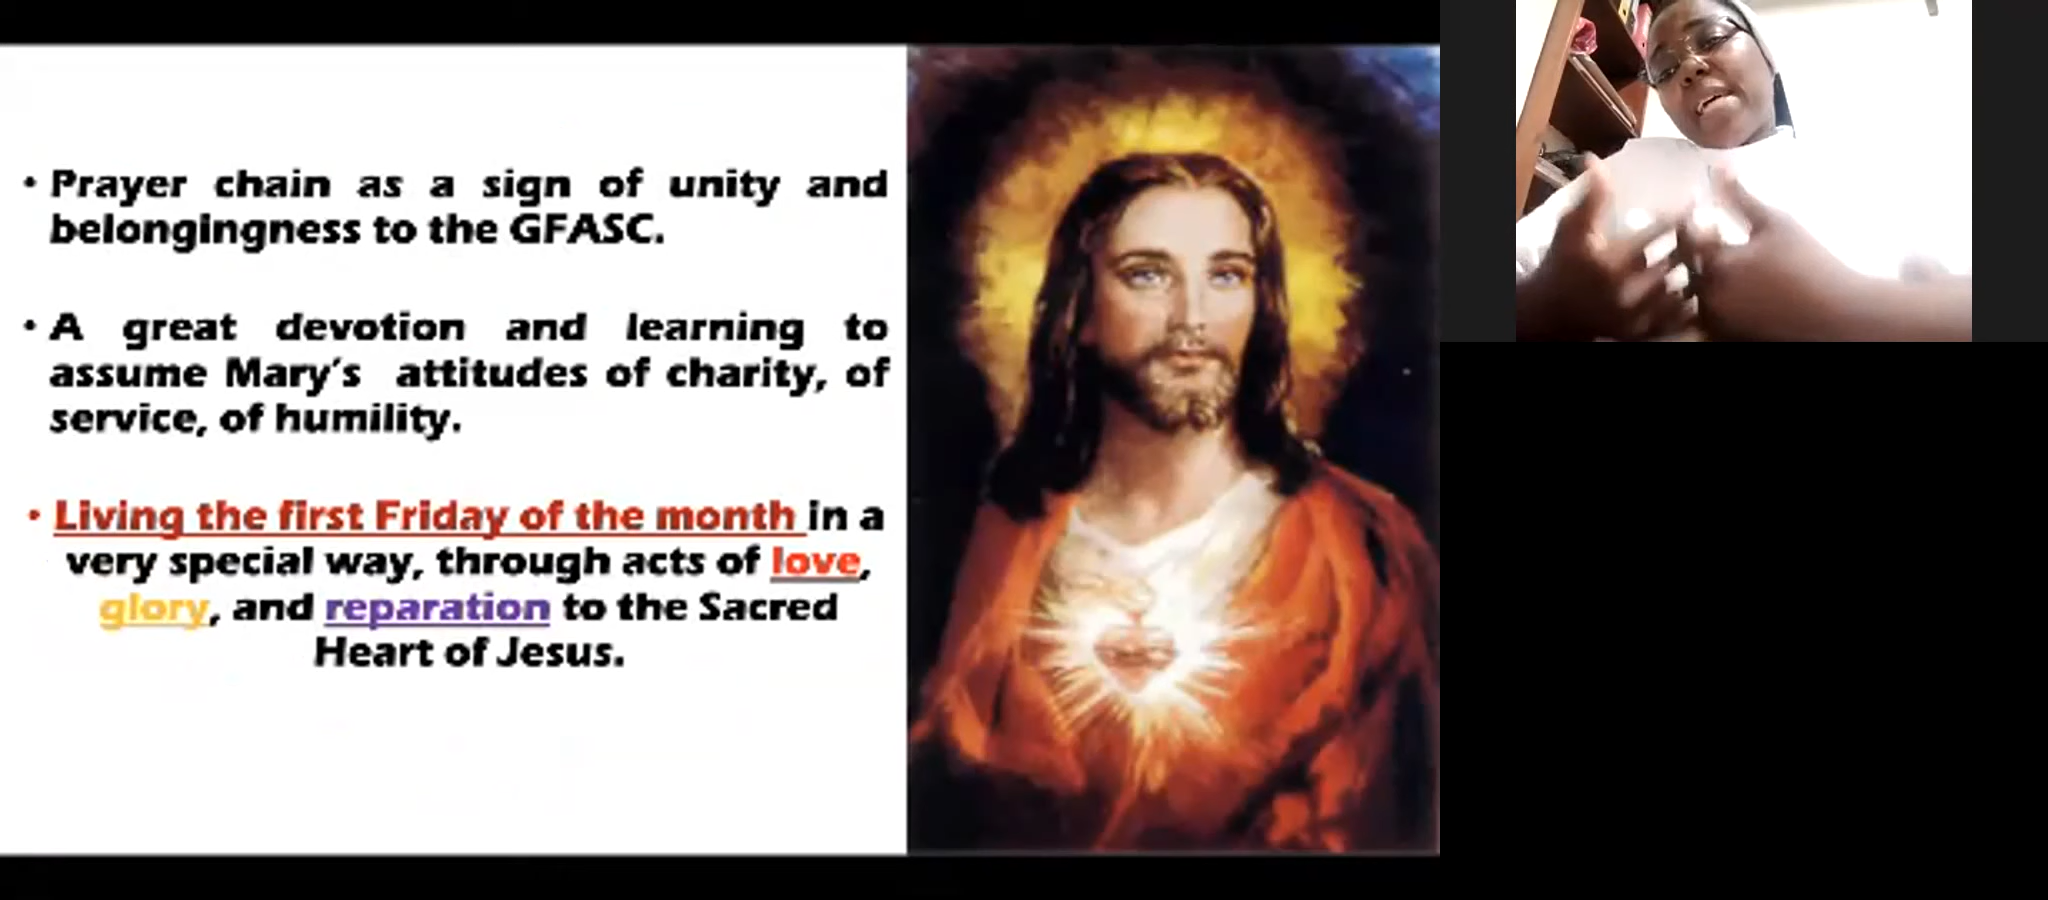 • Prayer chain as a sign of unity and
belongingness to the GFASC.
• A great devotion and learning to
assume Mary's attitudes of charity, of
service, of humility.
• Living the first Friday of the month in a
very special way, through acts of love,
glory, and reparation to the Sacred
Heart of Jesus.